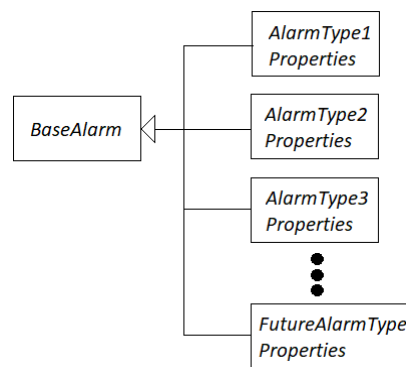 AlarmType1
Properties
BaseAlarm
AlarmType2
Properties
AlarmType3
Properties
FutureAlarmType
Properties